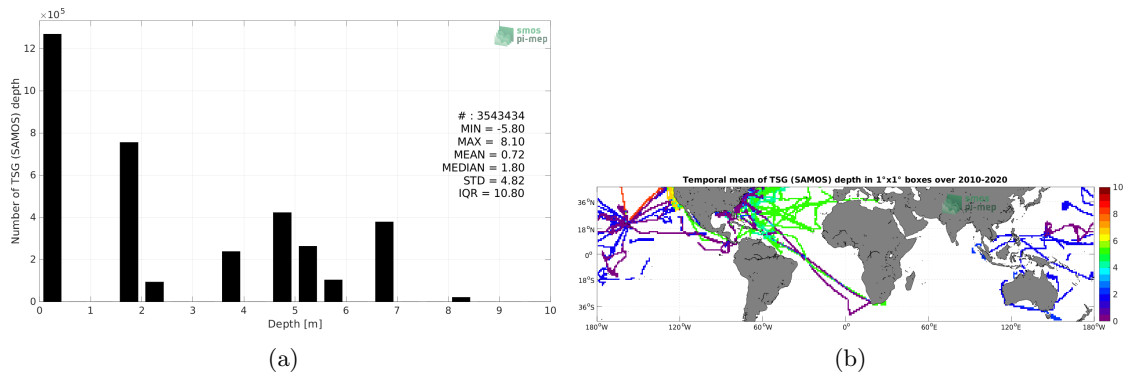 ×10⁵
12
10
8
6
4
2
0
Number of TSG (SAMOS) depth
smos
pi-mep
# : 3543434
MIN = -5.80
MAX = 8.10
MEAN = 0.72
MEDIAN = 1.80
STD = 4.82
IQR = 10.80
0 1 2 3 4 5 6 7 8 9 10
Depth [m]
(a)
Temporal mean of TSG (SAMOS) depth in 1°x1° boxes over 2010-2020
36°N
18°N
0°
18°S
36°S
smos
pi-mep
180°W 120°W 60°W 0° 60°E 120°E 180°E
10
8
6
4
2
0
(b)